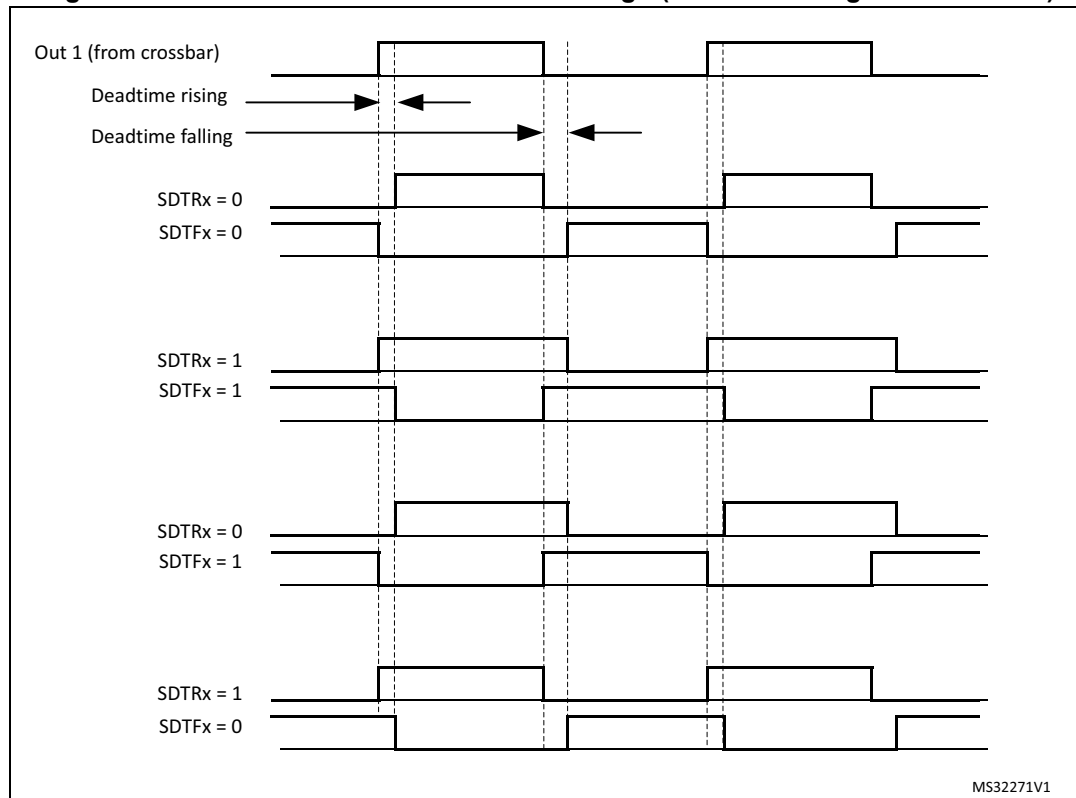 Out 1 (from crossbar)
Deadtime rising
Deadtime falling
SDTRx = 0
SDTFx = 0
SDTRx = 1
SDTFx = 1
SDTRx = 0
SDTFx = 1
SDTRx = 1
SDTFx = 0
MS32271V1